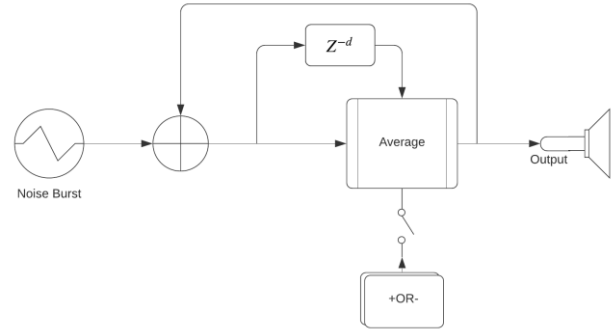 Z⁻ᵈ
Average
Noise Burst
Output
+OR-